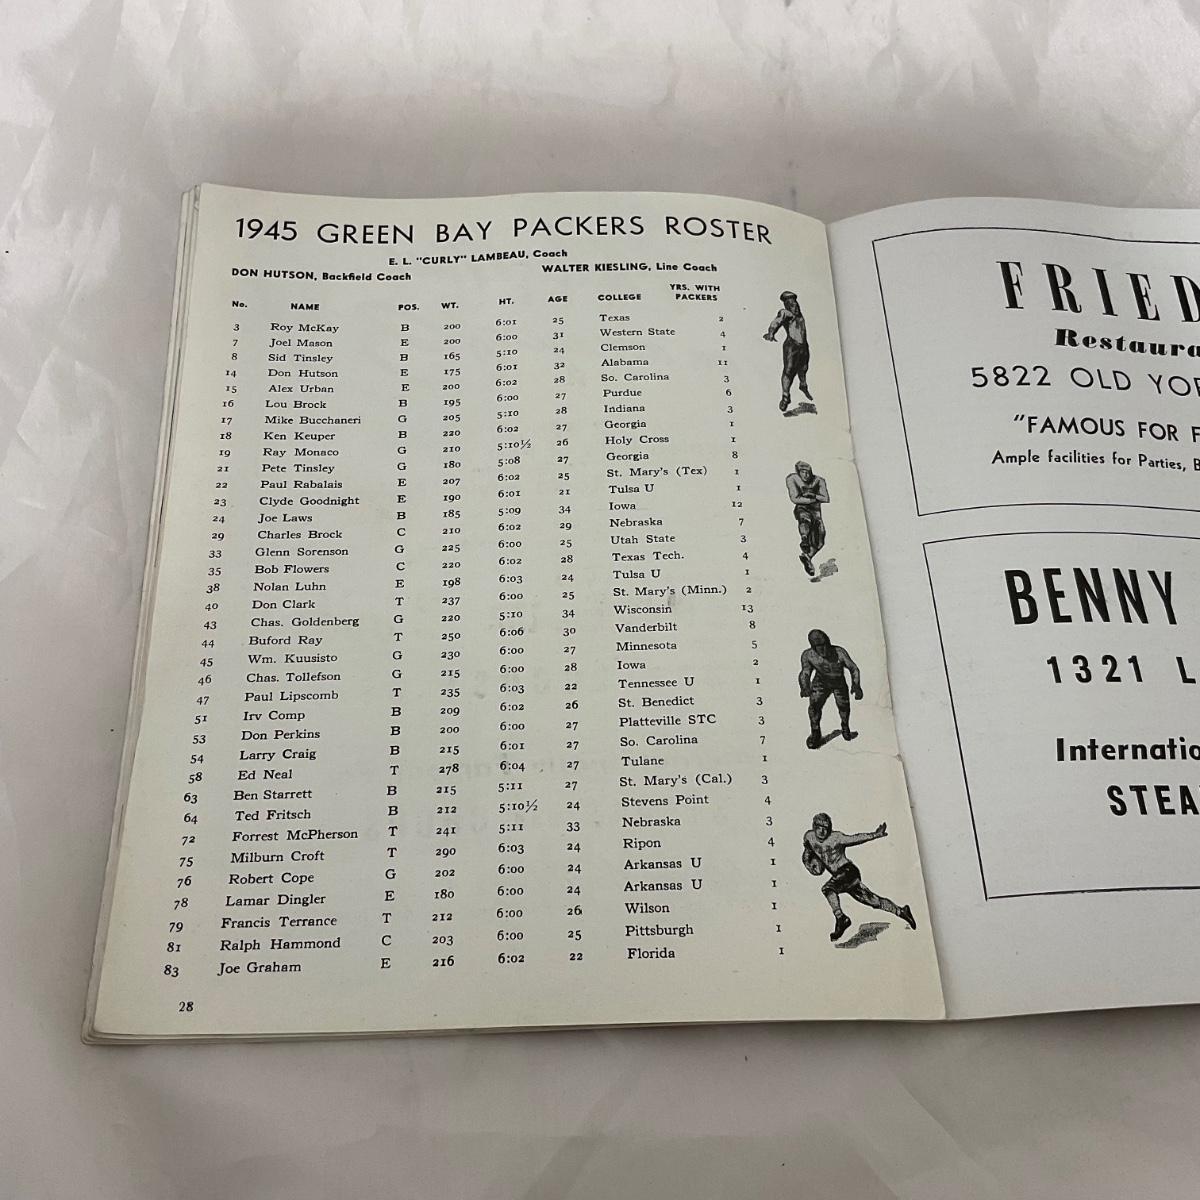 1945 GREEN BAY PACKERS ROSTER
E. L. "CURLY" LAMBEAU, Coach
DON HUTSON, Backfield Coach WALTER KIESLING, Line Coach
No. NAME POS. WT. HT. AGE COLLEGE YRS. WITH PACKERS
3 Roy McKay B 200 6:01 25 Texas 2
7 Joel Mason E 200 6:00 31 Western State 4
8 Sid Tinsley B 165 5:10 24 Clemson 1
14 Don Hutson E 175 6:01 32 Alabama 11
15 Alex Urban E 200 6:02 28 So. Carolina 3
16 Lou Brock B 195 6:00 27 Purdue 6
17 Mike Bucchaneri G 205 5:10 28 Indiana 3
18 Ken Keuper B 220 6:02 27 Georgia 1
19 Ray Monaco G 210 5:10½ 26 Holy Cross 1
21 Pete Tinsley G 180 5:08 27 Georgia 8
22 Paul Rabalais E 207 6:02 25 St. Mary's (Tex) 1
23 Clyde Goodnight E 190 6:01 21 Tulsa U 1
24 Joe Laws B 185 5:09 34 Iowa 12
29 Charles Brock C 210 6:02 29 Nebraska 7
33 Glenn Sorenson G 225 6:00 25 Utah State 3
35 Bob Flowers C 220 6:02 28 Texas Tech. 4
38 Nolan Luhn E 198 6:03 24 Tulsa U 1
40 Don Clark T 237 6:00 25 St. Mary's (Minn.) 2
43 Chas. Goldenberg G 220 5:10 34 Wisconsin 13
44 Buford Ray T 250 6:06 30 Vanderbilt 8
45 Wm. Kuusisto G 230 6:00 27 Minnesota 5
46 Chas. Tollefson G 215 6:00 28 Iowa 2
47 Paul Lipscomb T 235 6:03 22 Tennessee U 1
51 Irv Comp B 209 6:02 26 St. Benedict 3
53 Don Perkins B 200 6:00 27 Platteville STC 3
54 Larry Craig B 215 6:01 27 So. Carolina 7
58 Ed Neal T 278 6:04 27 Tulane 1
63 Ben Starrett B 215 5:11 27 St. Mary's (Cal.) 3
64 Ted Fritsch B 212 5:10½ 24 Stevens Point 4
72 Forrest McPherson T 241 5:11 33 Nebraska 3
75 Milburn Croft T 290 6:03 24 Ripon 4
76 Robert Cope G 202 6:00 24 Arkansas U 1
78 Lamar Dingler E 180 6:00 24 Arkansas U 1
79 Francis Terrance T 212 6:00 26 Wilson 1
81 Ralph Hammond C 203 6:00 25 Pittsburgh 1
83 Joe Graham E 216 6:02 22 Florida 1
28
FRIED
Restaura
5822 OLD YOR
"FAMOUS FOR F
Ample facilities for Parties, B
BENNY
1321 L
Internatio
STEA